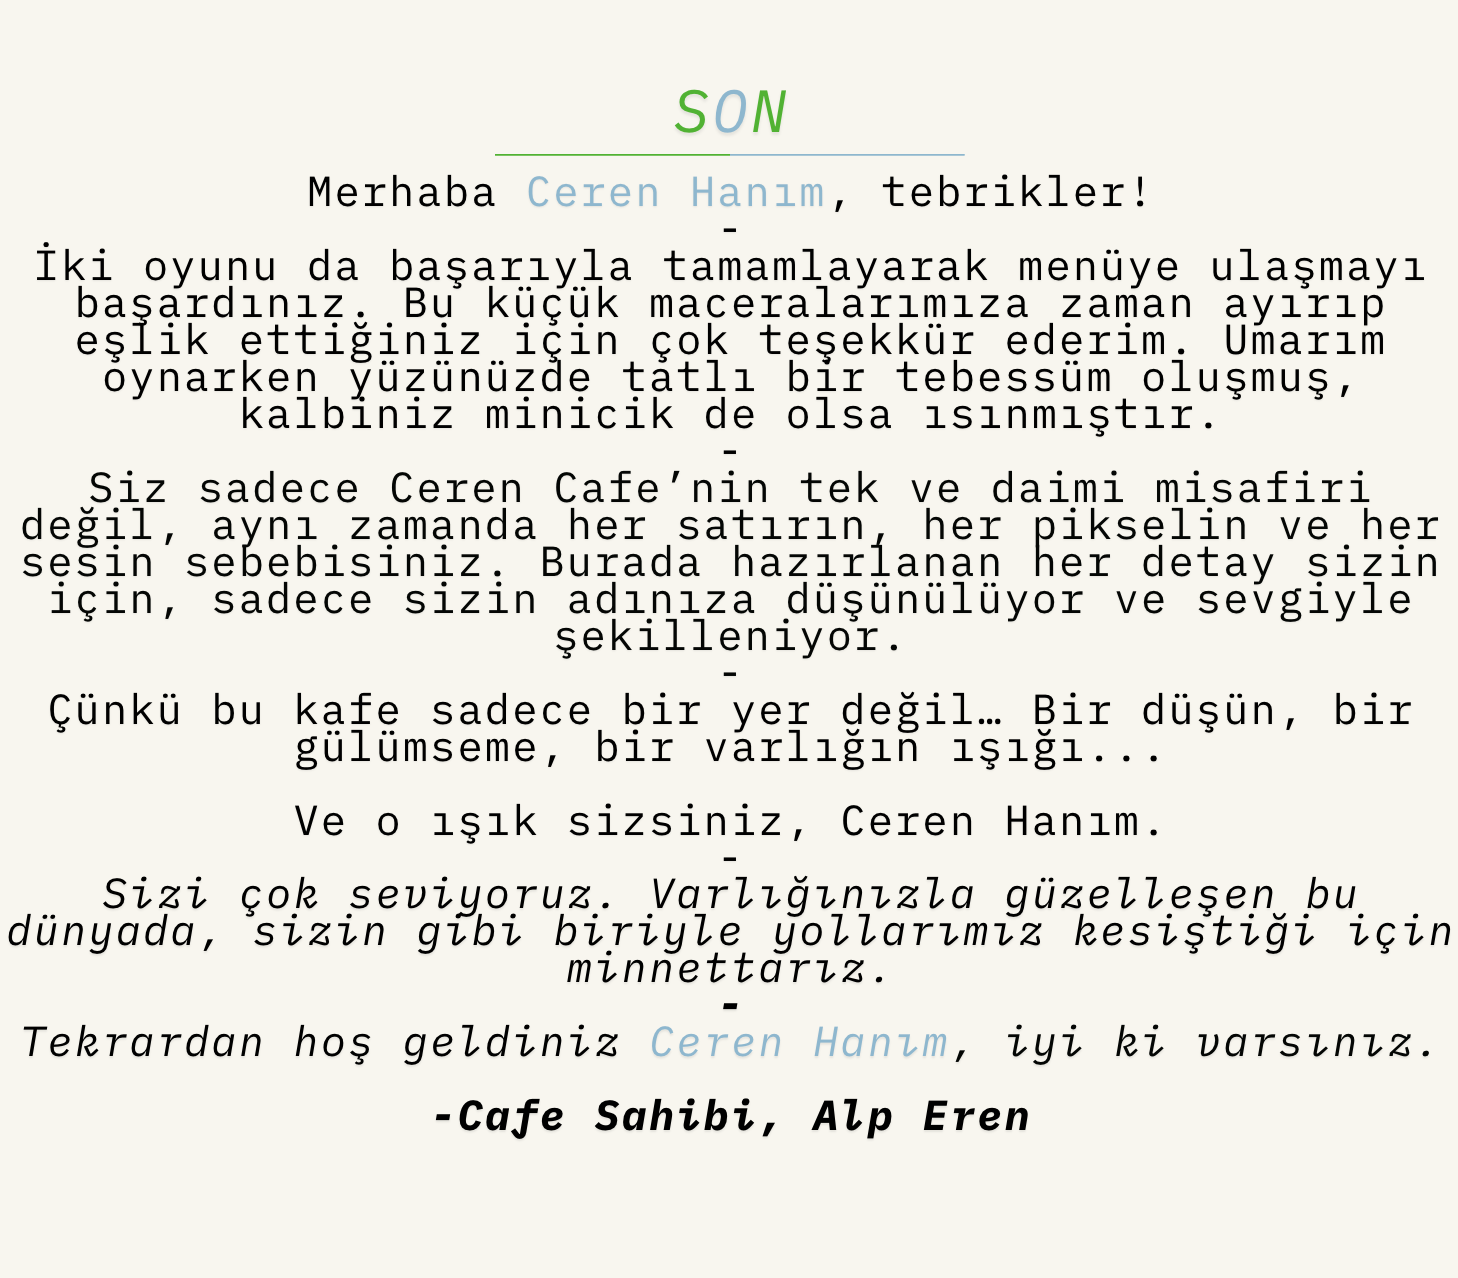 SON
Merhaba Ceren Hanım, tebrikler!
-
İki oyunu da başarıyla tamamlayarak menüye ulaşmayı
başardınız. Bu küçük maceralarımıza zaman ayırıp
eşlik ettiğiniz için çok teşekkür ederim. Umarım
oynarken yüzünüzde tatlı bir tebessüm oluşmuş,
kalbiniz minicik de olsa ısınmıştır.
-
Siz sadece Ceren Cafe’nin tek ve daimi misafiri
değil, aynı zamanda her satırın, her pikselin ve her
sesin sebebisiniz. Burada hazırlanan her detay sizin
için, sadece sizin adınıza düşünülüyor ve sevgiyle
şekilleniyor.
-
Çünkü bu kafe sadece bir yer değil… Bir düşün, bir
gülümseme, bir varlığın ışığı...
Ve o ışık sizsiniz, Ceren Hanım.
-
Sizi çok seviyoruz. Varlığınızla güzelleşen bu
dünyada, sizin gibi biriyle yollarımız kesiştiği için
minnettarız.
-
Tekrardan hoş geldiniz Ceren Hanım, iyi ki varsınız.
-Cafe Sahibi, Alp Eren